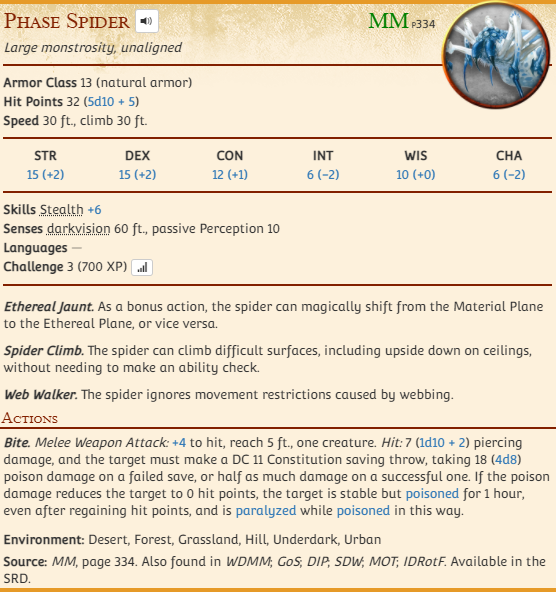 Phase Spider
MM p334
Large monstrosity, unaligned
Armor Class 13 (natural armor)
Hit Points 32 (5d10 + 5)
Speed 30 ft., climb 30 ft.
STR DEX CON INT WIS CHA
15 (+2) 15 (+2) 12 (+1) 6 (−2) 10 (+0) 6 (−2)
Skills Stealth +6
Senses darkvision 60 ft., passive Perception 10
Languages —
Challenge 3 (700 XP)
Ethereal Jaunt. As a bonus action, the spider can magically shift from the Material Plane
to the Ethereal Plane, or vice versa.
Spider Climb. The spider can climb difficult surfaces, including upside down on ceilings,
without needing to make an ability check.
Web Walker. The spider ignores movement restrictions caused by webbing.
Actions
Bite. Melee Weapon Attack: +4 to hit, reach 5 ft., one creature. Hit: 7 (1d10 + 2) piercing
damage, and the target must make a DC 11 Constitution saving throw, taking 18 (4d8)
poison damage on a failed save, or half as much damage on a successful one. If the poison
damage reduces the target to 0 hit points, the target is stable but poisoned for 1 hour,
even after regaining hit points, and is paralyzed while poisoned in this way.
Environment: Desert, Forest, Grassland, Hill, Underdark, Urban
Source: MM, page 334. Also found in WDMM; GoS; DIP; SDW; MOT; IDRotF. Available in the
SRD.